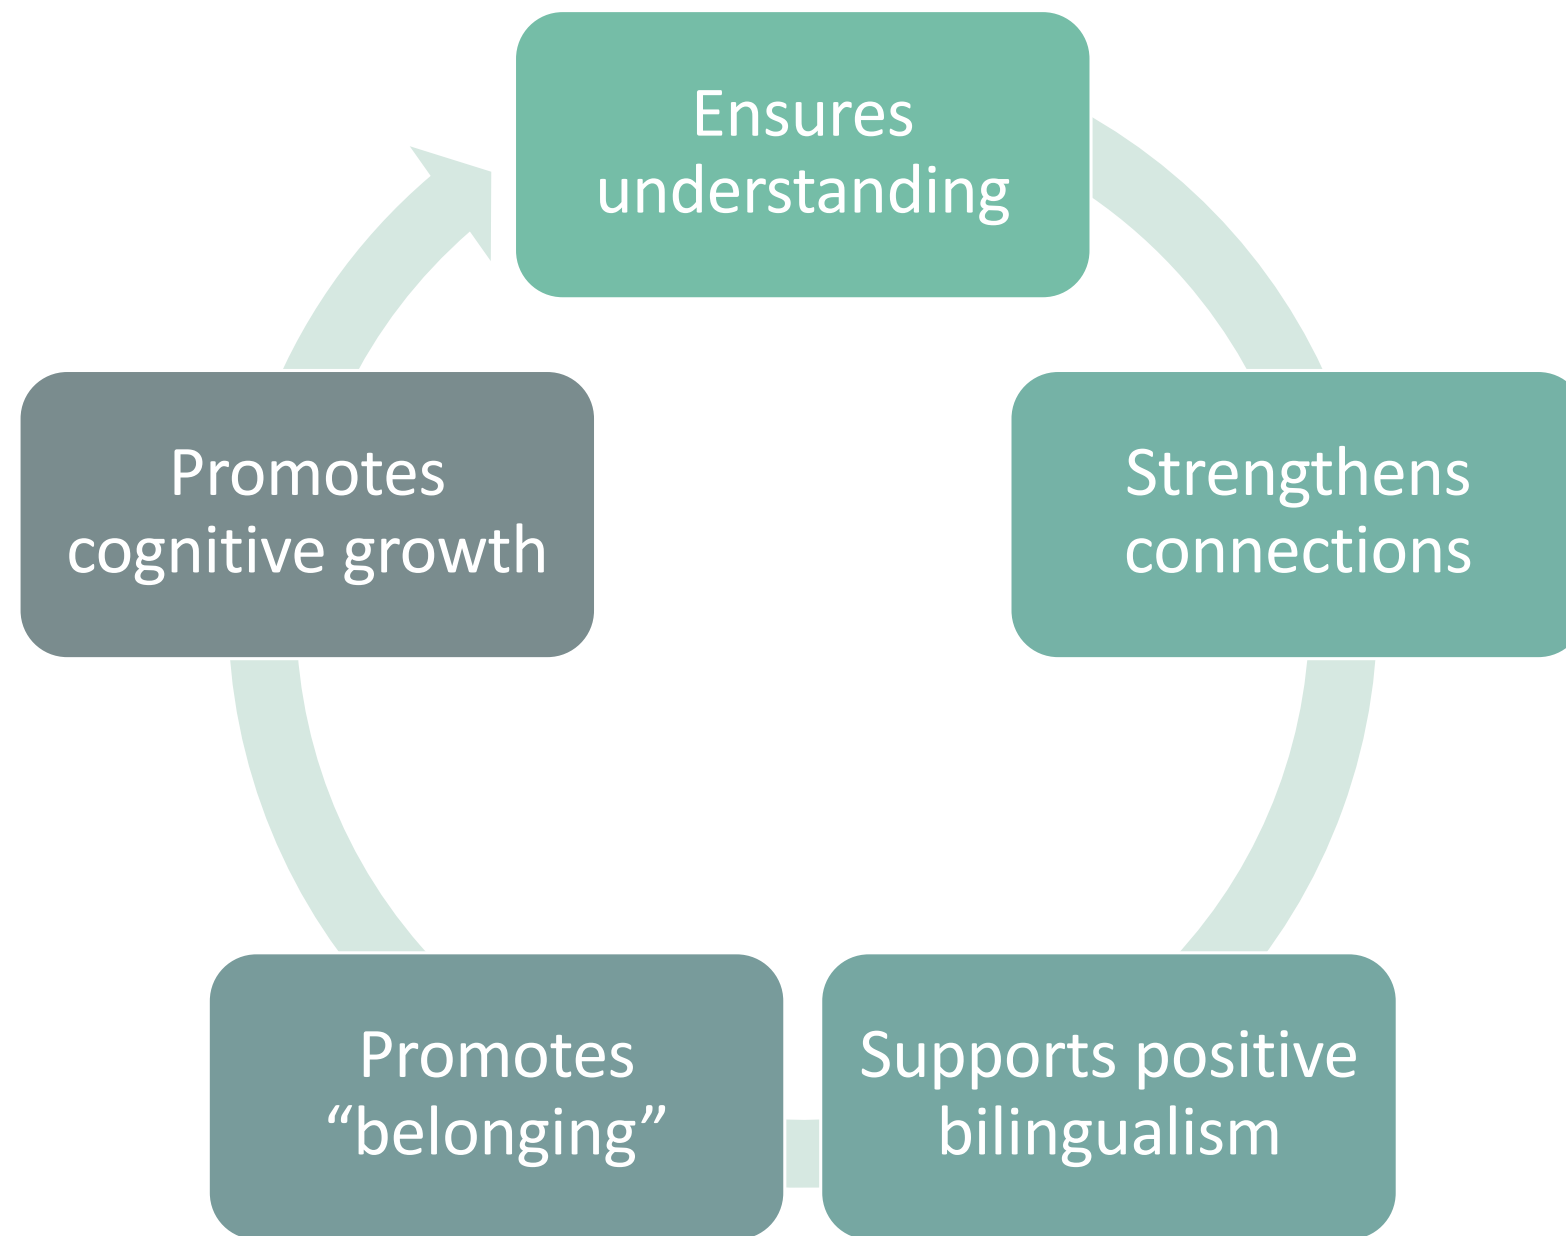 Ensures
understanding
Strengthens
connections
Supports positive
bilingualism
Promotes
“belonging”
Promotes
cognitive growth